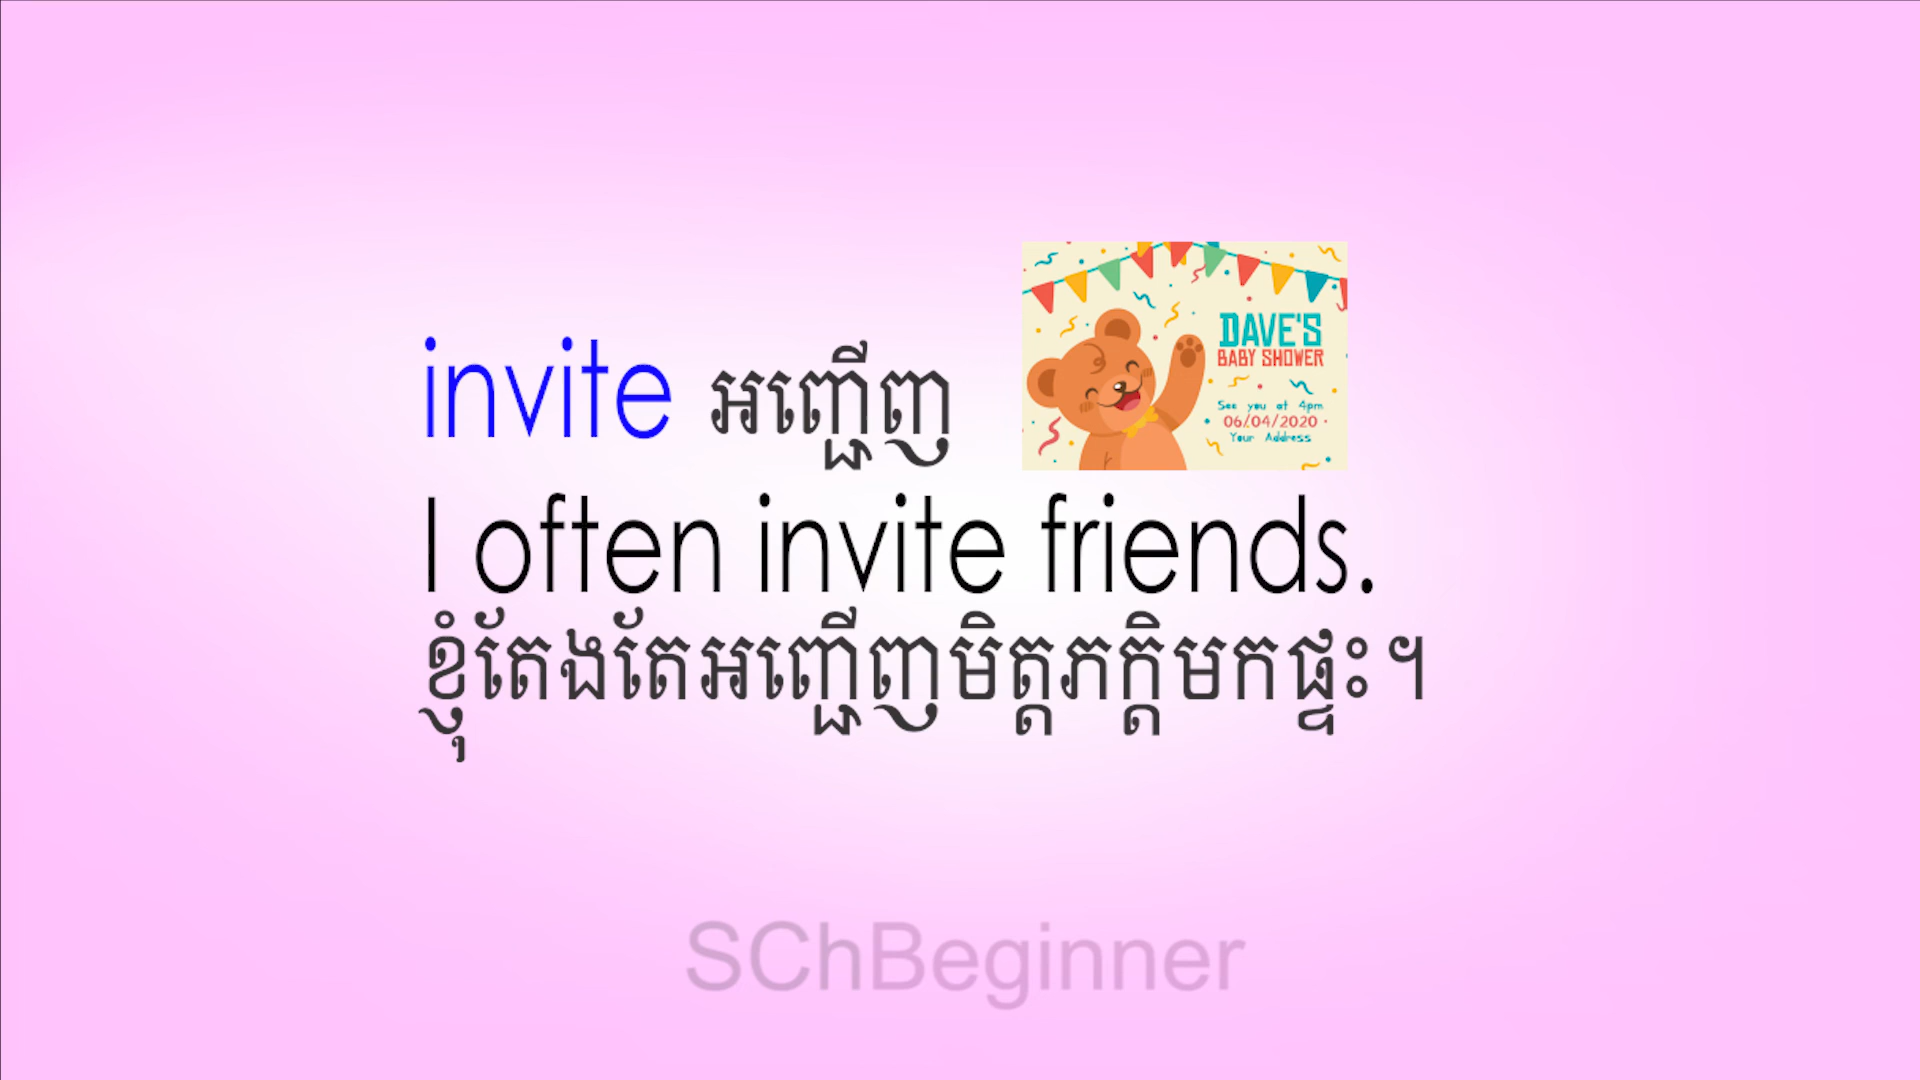 invite អញ្ជើញ
DAVE'S
BABY SHOWER
See you at 4pm
06/04/2020
Your Address
I often invite friends.
ខ្ញុំតែងតែអញ្ជើញមិត្តភក្តិមកផ្ទះ។
SChBeginner